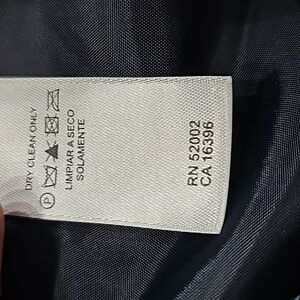 DRY CLEAN ONLY
P
LIMPIAR A SECO
SOLAMENTE
RN 52002
CA 16396